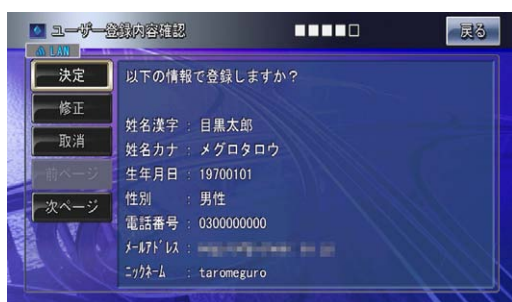 ユーザー登録内容確認
戻る
LAN
決定
以下の情報で登録しますか?
修正
取消
姓名漢字 : 目黒太郎
姓名カナ : メグロタロウ
前ページ
生年月日 : 19700101
次ページ
性別 : 男性
電話番号 : 0300000000
メールアドレス :
ニックネーム : taromeguro